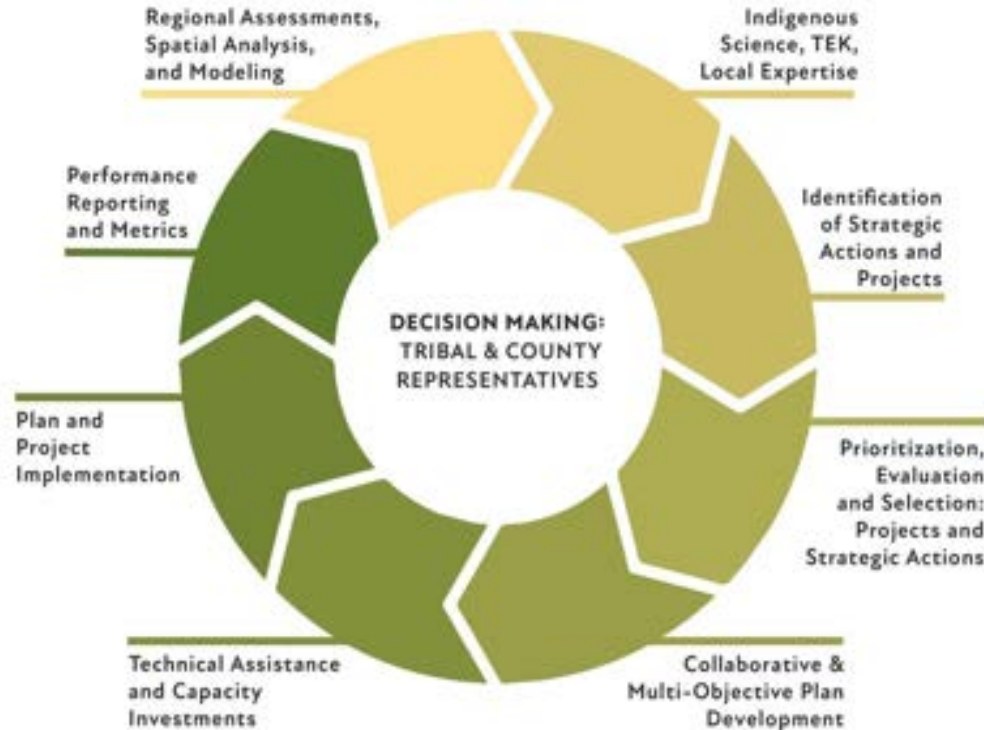 Regional Assessments,
Spatial Analysis,
and Modeling
Indigenous
Science, TEK,
Local Expertise
Identification
of Strategic
Actions and
Projects
Prioritization,
Evaluation
and Selection:
Projects and
Strategic Actions
Collaborative &
Multi-Objective Plan
Development
Technical Assistance
and Capacity
Investments
Plan and
Project
Implementation
Performance
Reporting
and Metrics
DECISION MAKING:
TRIBAL & COUNTY
REPRESENTATIVES